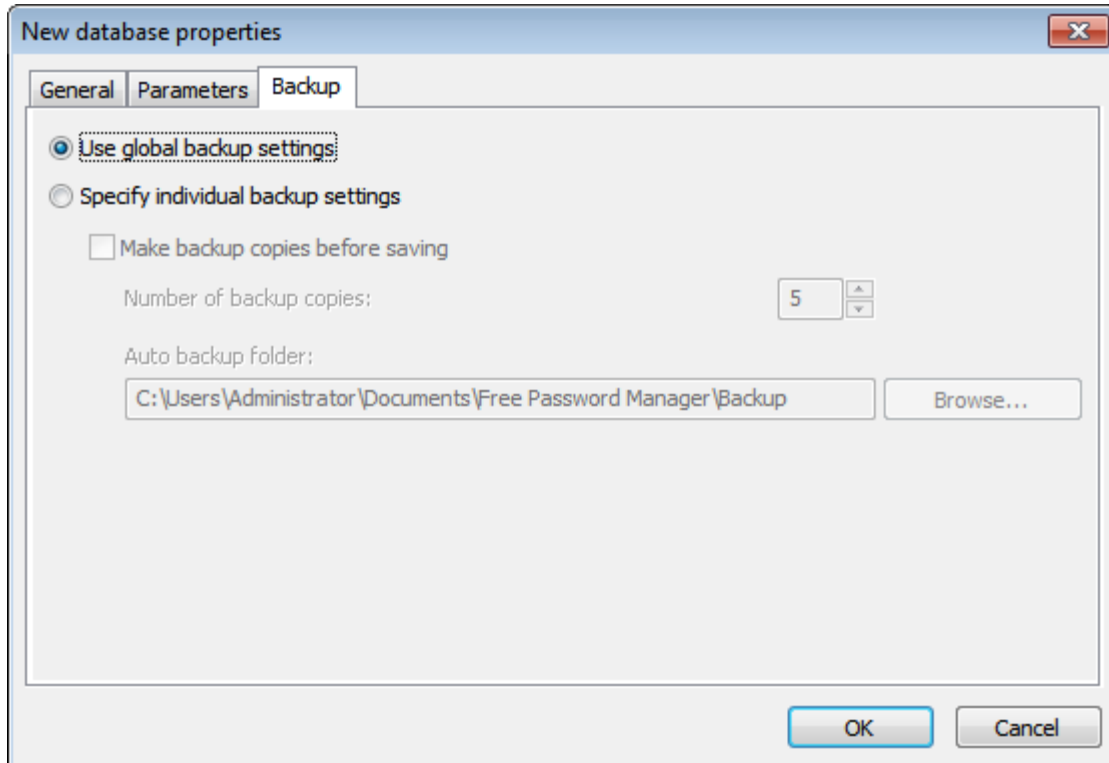 New database properties
General Parameters Backup
Use global backup settings
Specify individual backup settings
Make backup copies before saving
Number of backup copies: 5
Auto backup folder:
C:\Users\Administrator\Documents\Free Password Manager\Backup Browse...
OK Cancel